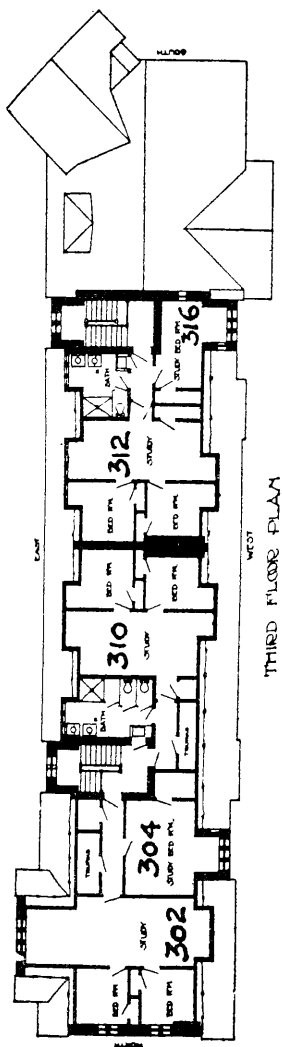 SOUTH
316
STUDY BED RM.
BATH
312
STUDY
BED RM.
BED RM.
EAST
WEST
BED RM.
BED RM.
310
STUDY
BATH
TRUNKS
304
STUDY BED RM.
TRUNKS
302
STUDY
BED RM.
BED RM.
NORTH
THIRD FLOOR PLAN